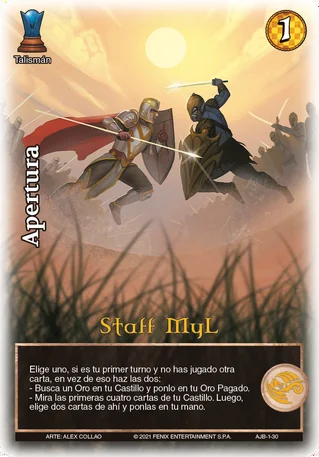 1
Talismán
Apertura
Staff MyL
Elige uno, si es tu primer turno y no has jugado otra
carta, en vez de eso haz las dos:
- Busca un Oro en tu Castillo y ponlo en tu Oro Pagado.
- Mira las primeras cuatro cartas de tu Castillo. Luego,
elige dos cartas de ahí y ponlas en tu mano.
ARTE: ALEX COLLAO
© 2021 FENIX ENTERTAINMENT S.P.A.
AJB-1-30